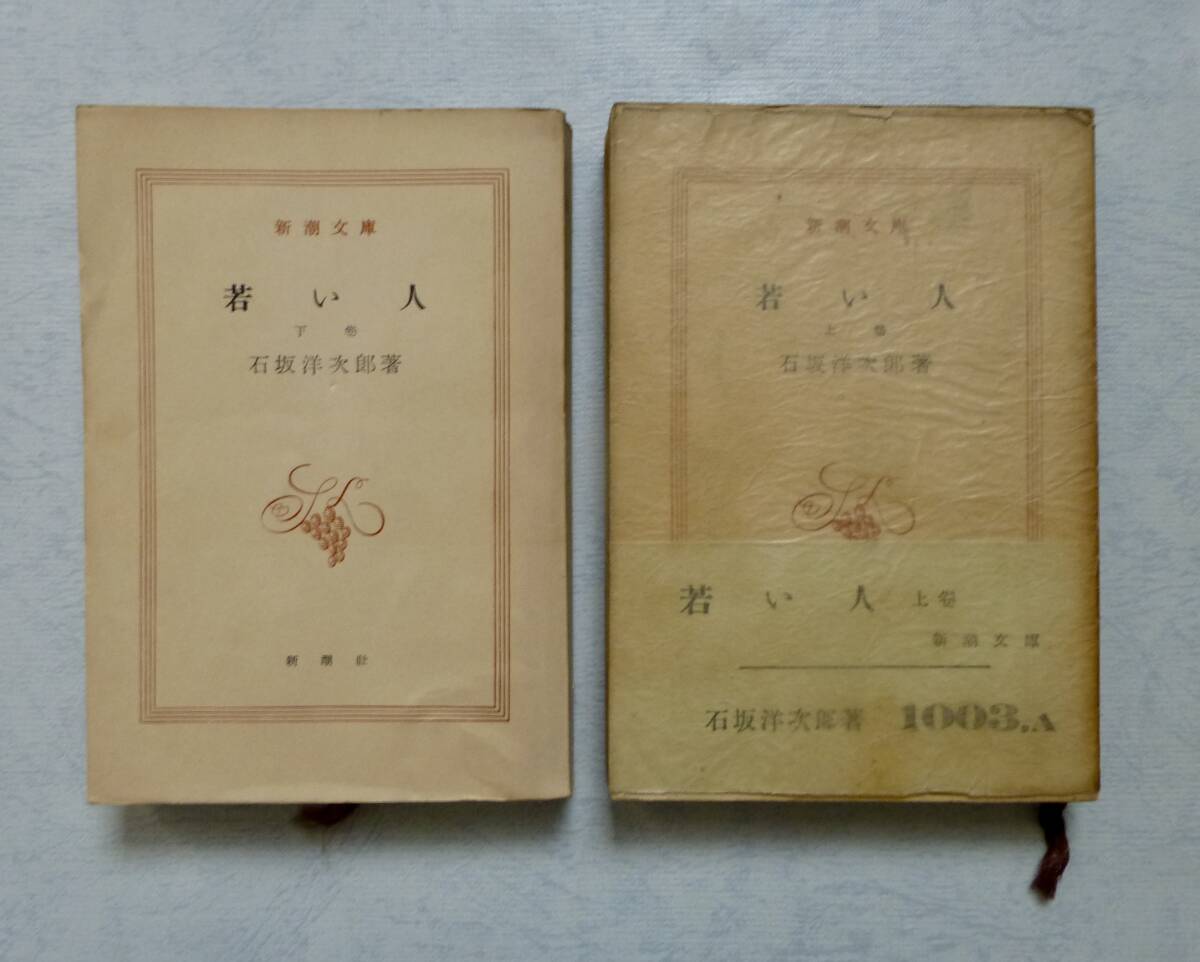 新潮文庫
若い人
下巻
石坂洋次郎著
新潮社
新潮文庫
若い人
上巻
石坂洋次郎著
若い人 上巻
新潮文庫
石坂洋次郎著 1003.A